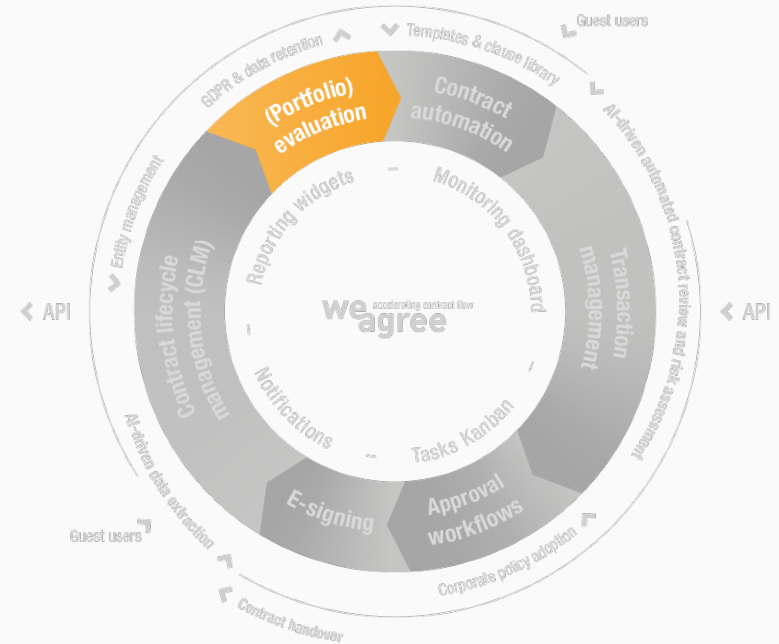 Guest users
Templates & clause library
GDPR & data retention
(Portfolio)
evaluation
Contract
automation
AI-driven automated contract review and risk assessment
Entity management
Reporting widgets
Monitoring dashboard
Transaction
management
API
API
Contract lifecycle
management (CLM)
we
accelerating contract flow
agree
Notifications
Tasks Kanban
AI-driven data extraction
E-signing
Approval
workflows
Guest users
Corporate policy adoption
Contract handover